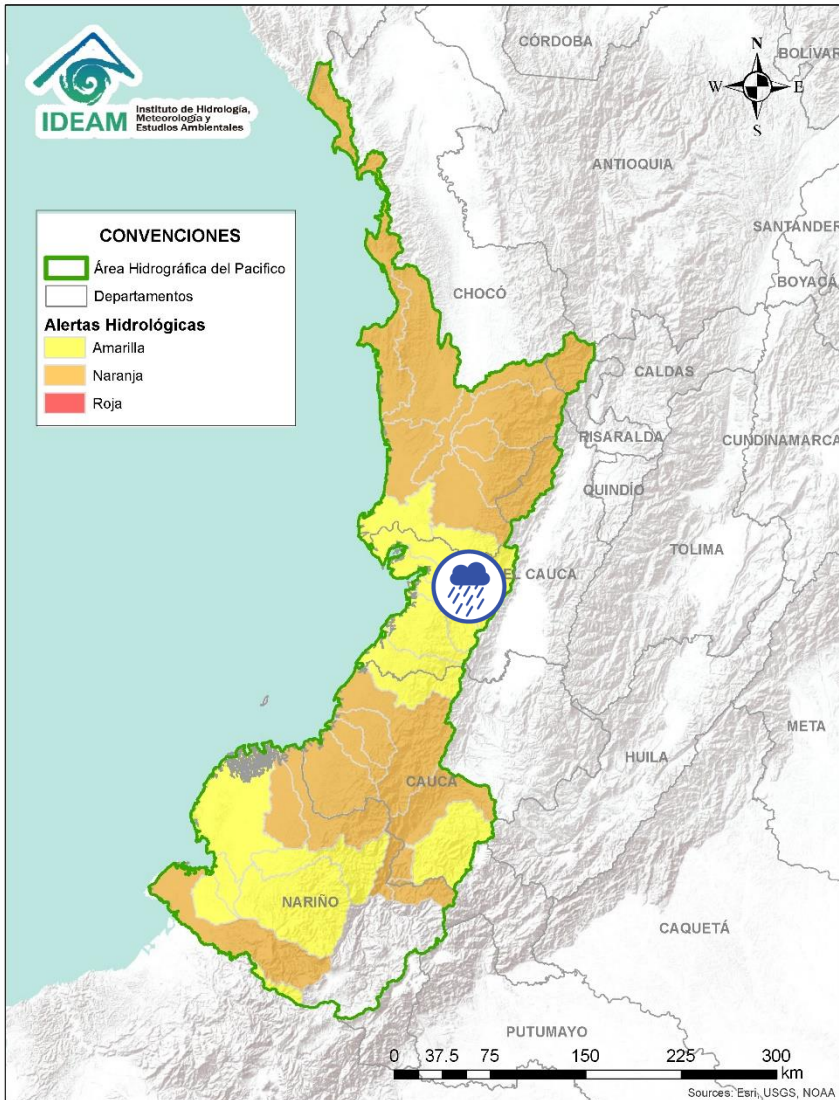 IDEAM
Instituto de Hidrología,
Meteorología y
Estudios Ambientales
CÓRDOBA
BOLÍVAR
N
W
E
S
ANTIOQUIA
SANTANDER
BOYACÁ
CONVENCIONES
Área Hidrográfica del Pacifico
Departamentos
Alertas Hidrológicas
Amarilla
Naranja
Roja
CHOCÓ
CALDAS
RISARALDA
CUNDINAMARCA
QUINDÍO
TOLIMA
EL CAUCA
META
HUILA
CAUCA
NARIÑO
CAQUETÁ
PUTUMAYO
0 37.5 75 150 225 300
km
Sources: Esri, USGS, NOAA